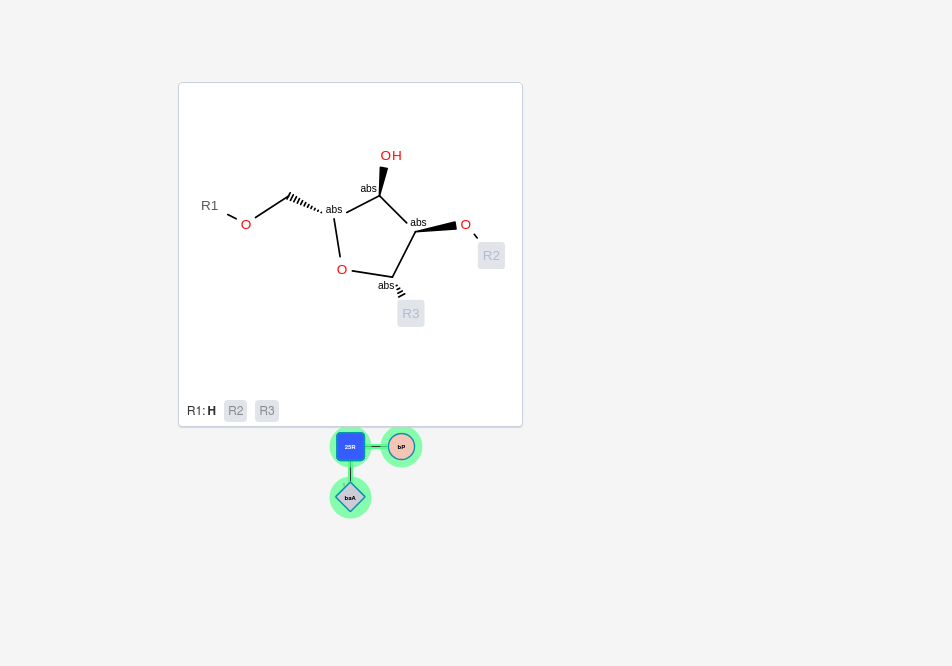 OH
abs
R1
abs
abs
O
O
R2
O
abs
R3
R1: H R2 R3
25R bP
baA